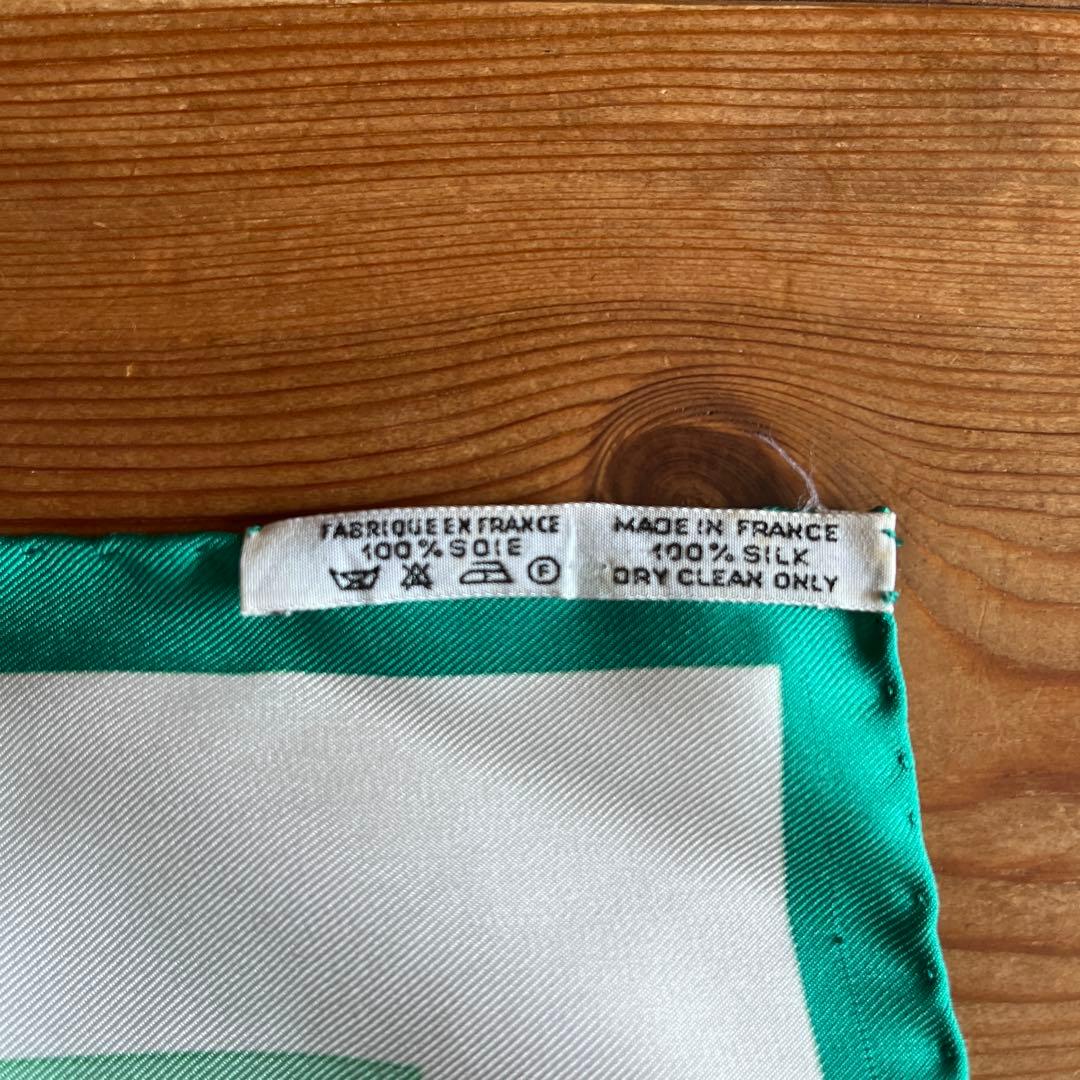 FABRIQUE EN FRANCE
100% SOIE
F
MADE IN FRANCE
100% SILK
DRY CLEAN ONLY